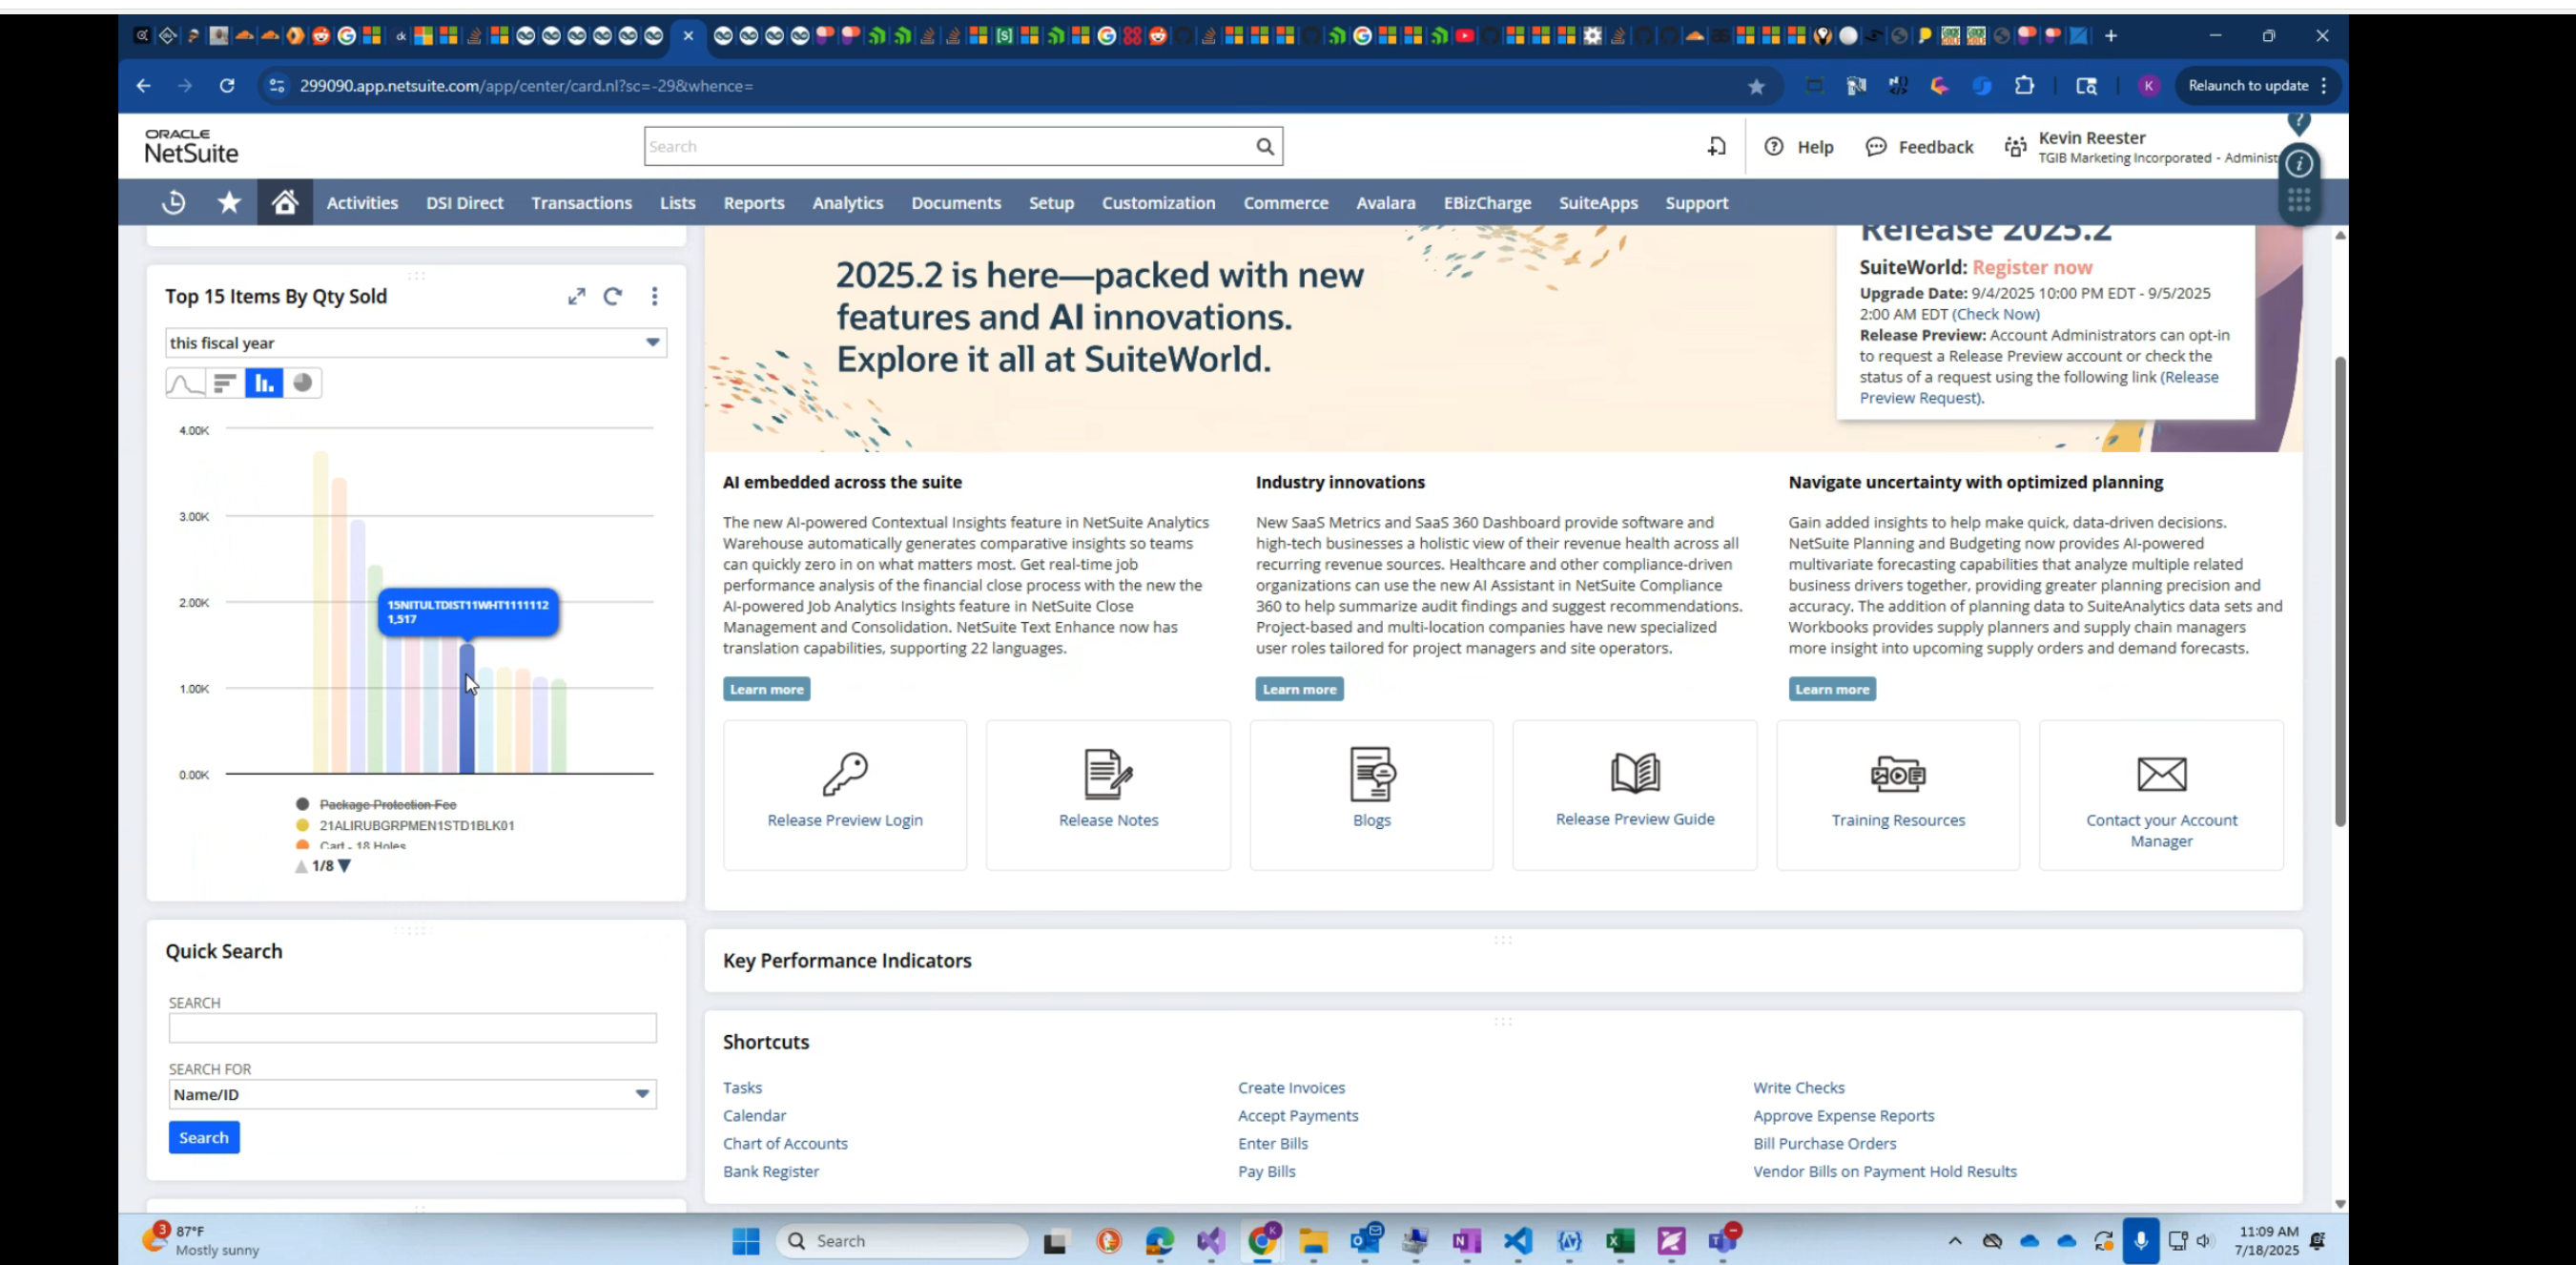 299090.app.netsuite.com/app/center/card.nl?sc=-29&whence=
K
Relaunch to update
ORACLE
NetSuite
Search
Help
Feedback
Kevin Reester
TGIB Marketing Incorporated - Administ
Activities
DSI Direct
Transactions
Lists
Reports
Analytics
Documents
Setup
Customization
Commerce
Avalara
EBizCharge
SuiteApps
Support
Top 15 Items By Qty Sold
this fiscal year
4.00K
3.00K
2.00K
1.00K
0.00K
15NITULTDIST11WHT1111112
1,517
Package Protection Fee
21ALIRUBGRPMEN1STD1BLK01
Cart - 18 Holes
1/8
Quick Search
SEARCH
SEARCH FOR
Name/ID
Search
2025.2 is here—packed with new
features and AI innovations.
Explore it all at SuiteWorld.
Release 2025.2
SuiteWorld: Register now
Upgrade Date: 9/4/2025 10:00 PM EDT - 9/5/2025
2:00 AM EDT (Check Now)
Release Preview: Account Administrators can opt-in
to request a Release Preview account or check the
status of a request using the following link (Release
Preview Request).
AI embedded across the suite
The new AI-powered Contextual Insights feature in NetSuite Analytics
Warehouse automatically generates comparative insights so teams
can quickly zero in on what matters most. Get real-time job
performance analysis of the financial close process with the new the
AI-powered Job Analytics Insights feature in NetSuite Close
Management and Consolidation. NetSuite Text Enhance now has
translation capabilities, supporting 22 languages.
Learn more
Industry innovations
New SaaS Metrics and SaaS 360 Dashboard provide software and
high-tech businesses a holistic view of their revenue health across all
recurring revenue sources. Healthcare and other compliance-driven
organizations can use the new AI Assistant in NetSuite Compliance
360 to help summarize audit findings and suggest recommendations.
Project-based and multi-location companies have new specialized
user roles tailored for project managers and site operators.
Learn more
Navigate uncertainty with optimized planning
Gain added insights to help make quick, data-driven decisions.
NetSuite Planning and Budgeting now provides AI-powered
multivariate forecasting capabilities that analyze multiple related
business drivers together, providing greater planning precision and
accuracy. The addition of planning data to SuiteAnalytics data sets and
Workbooks provides supply planners and supply chain managers
more insight into upcoming supply orders and demand forecasts.
Learn more
Release Preview Login
Release Notes
Blogs
Release Preview Guide
Training Resources
Contact your Account
Manager
Key Performance Indicators
Shortcuts
Tasks
Calendar
Chart of Accounts
Bank Register
Create Invoices
Accept Payments
Enter Bills
Pay Bills
Write Checks
Approve Expense Reports
Bill Purchase Orders
Vendor Bills on Payment Hold Results
3
87°F
Mostly sunny
Search
11:09 AM
7/18/2025